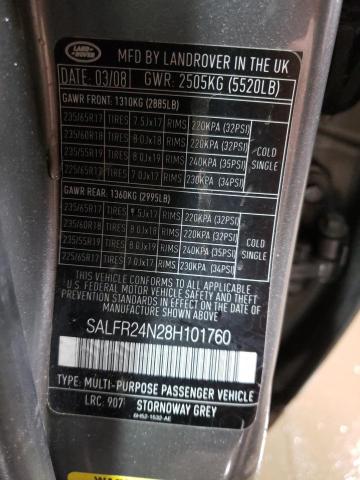 LAND ROVER
MFD BY LANDROVER IN THE UK
DATE: 03/08 GWR: 2505KG (5520LB)
GAWR FRONT: 1310KG (2885LB)
235/65R17 TIRES 7.5JX17 RIMS 220KPA (32PSI)
235/60R18 TIRES 8.0JX18 RIMS 220KPA (32PSI) COLD
235/55R19 TIRES 8.0JX19 RIMS 240KPA (35PSI) SINGLE
225/65R17 TIRES 7.0JX17 RIMS 230KPA (34PSI)
GAWR REAR: 1360KG (2995LB)
235/65R17 TIRES 7.5JX17 RIMS 220KPA (32PSI)
235/60R18 TIRES 8.0JX18 RIMS 220KPA (32PSI) COLD
235/55R19 TIRES 8.0JX19 RIMS 240KPA (35PSI) SINGLE
225/65R17 TIRES 7.0JX17 RIMS 230KPA (34PSI)
THIS VEHICLE CONFORMS TO ALL APPLICABLE
U.S. FEDERAL MOTOR VEHICLE SAFETY AND THEFT
PREVENTION STANDARDS IN EFFECT ON THE DATE
OF MANUFACTURE SHOWN ABOVE
SALFR24N28H101760
TYPE: MULTI-PURPOSE PASSENGER VEHICLE
LRC: 907 STORNOWAY GREY
6H52-1532-AE